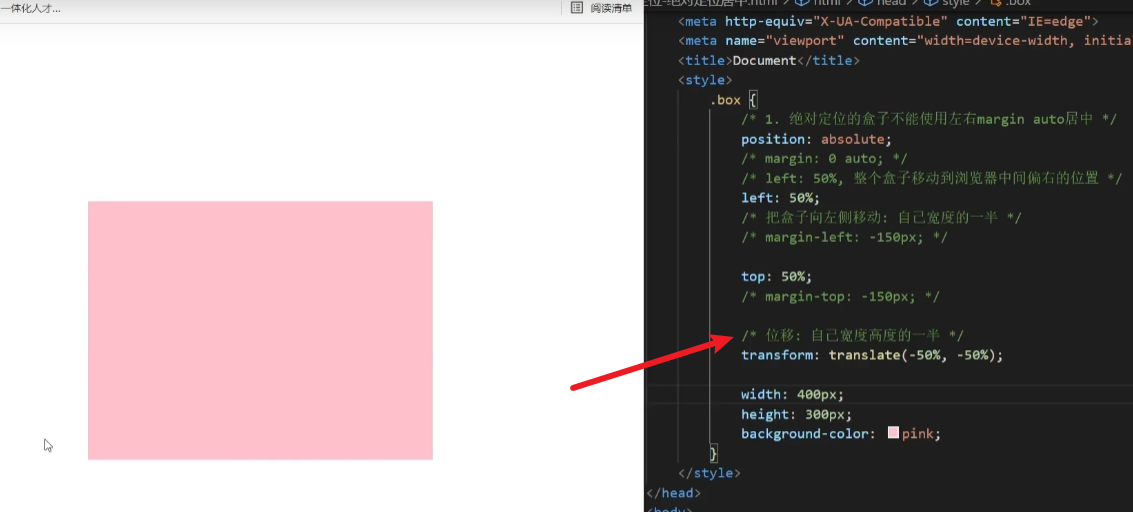 一体化人才...
阅读清单
位-绝对定位居中.html > html > head > style > .box
<meta http-equiv="X-UA-Compatible" content="IE=edge">
<meta name="viewport" content="width=device-width, initia
<title>Document</title>
<style>
.box {
/* 1. 绝对定位的盒子不能使用左右margin auto居中 */
position: absolute;
/* margin: 0 auto; */
/* left: 50%, 整个盒子移动到浏览器中间偏右的位置 */
left: 50%;
/* 把盒子向左侧移动: 自己宽度的一半 */
/* margin-left: -150px; */
top: 50%;
/* margin-top: -150px; */
/* 位移: 自己宽度高度的一半 */
transform: translate(-50%, -50%);
width: 400px;
height: 300px;
background-color: pink;
}
</style>
</head>
<body>